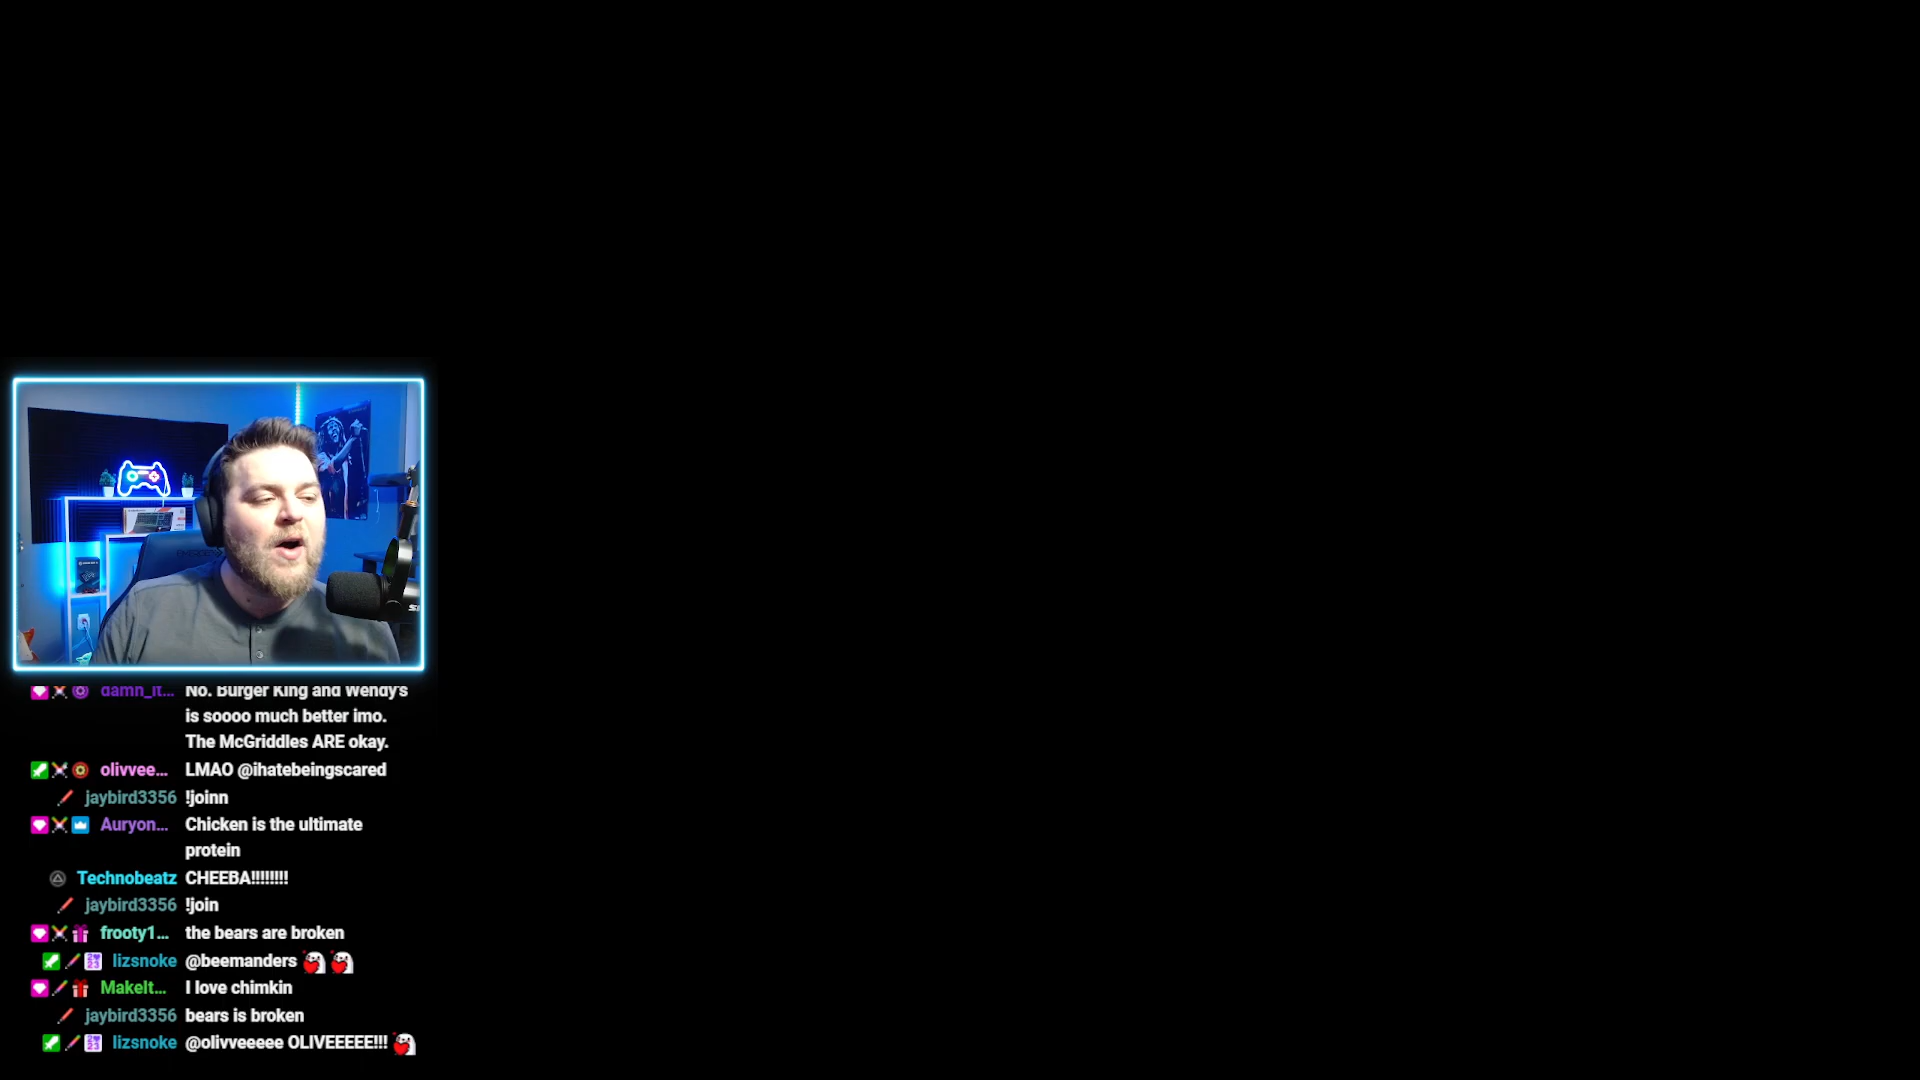 damn_it... No. Burger King and Wendy's
is soooo much better imo.
The McGriddles ARE okay.
olivvee... LMAO @ihatebeingscared
jaybird3356 !joinn
Auryon... Chicken is the ultimate
protein
Technobeatz CHEEBA!!!!!!!!
jaybird3356 !join
frooty1... the bears are broken
lizsnoke @beemanders
MakeIt... I love chimkin
jaybird3356 bears is broken
lizsnoke @olivveeeee OLIVEEEEE!!!